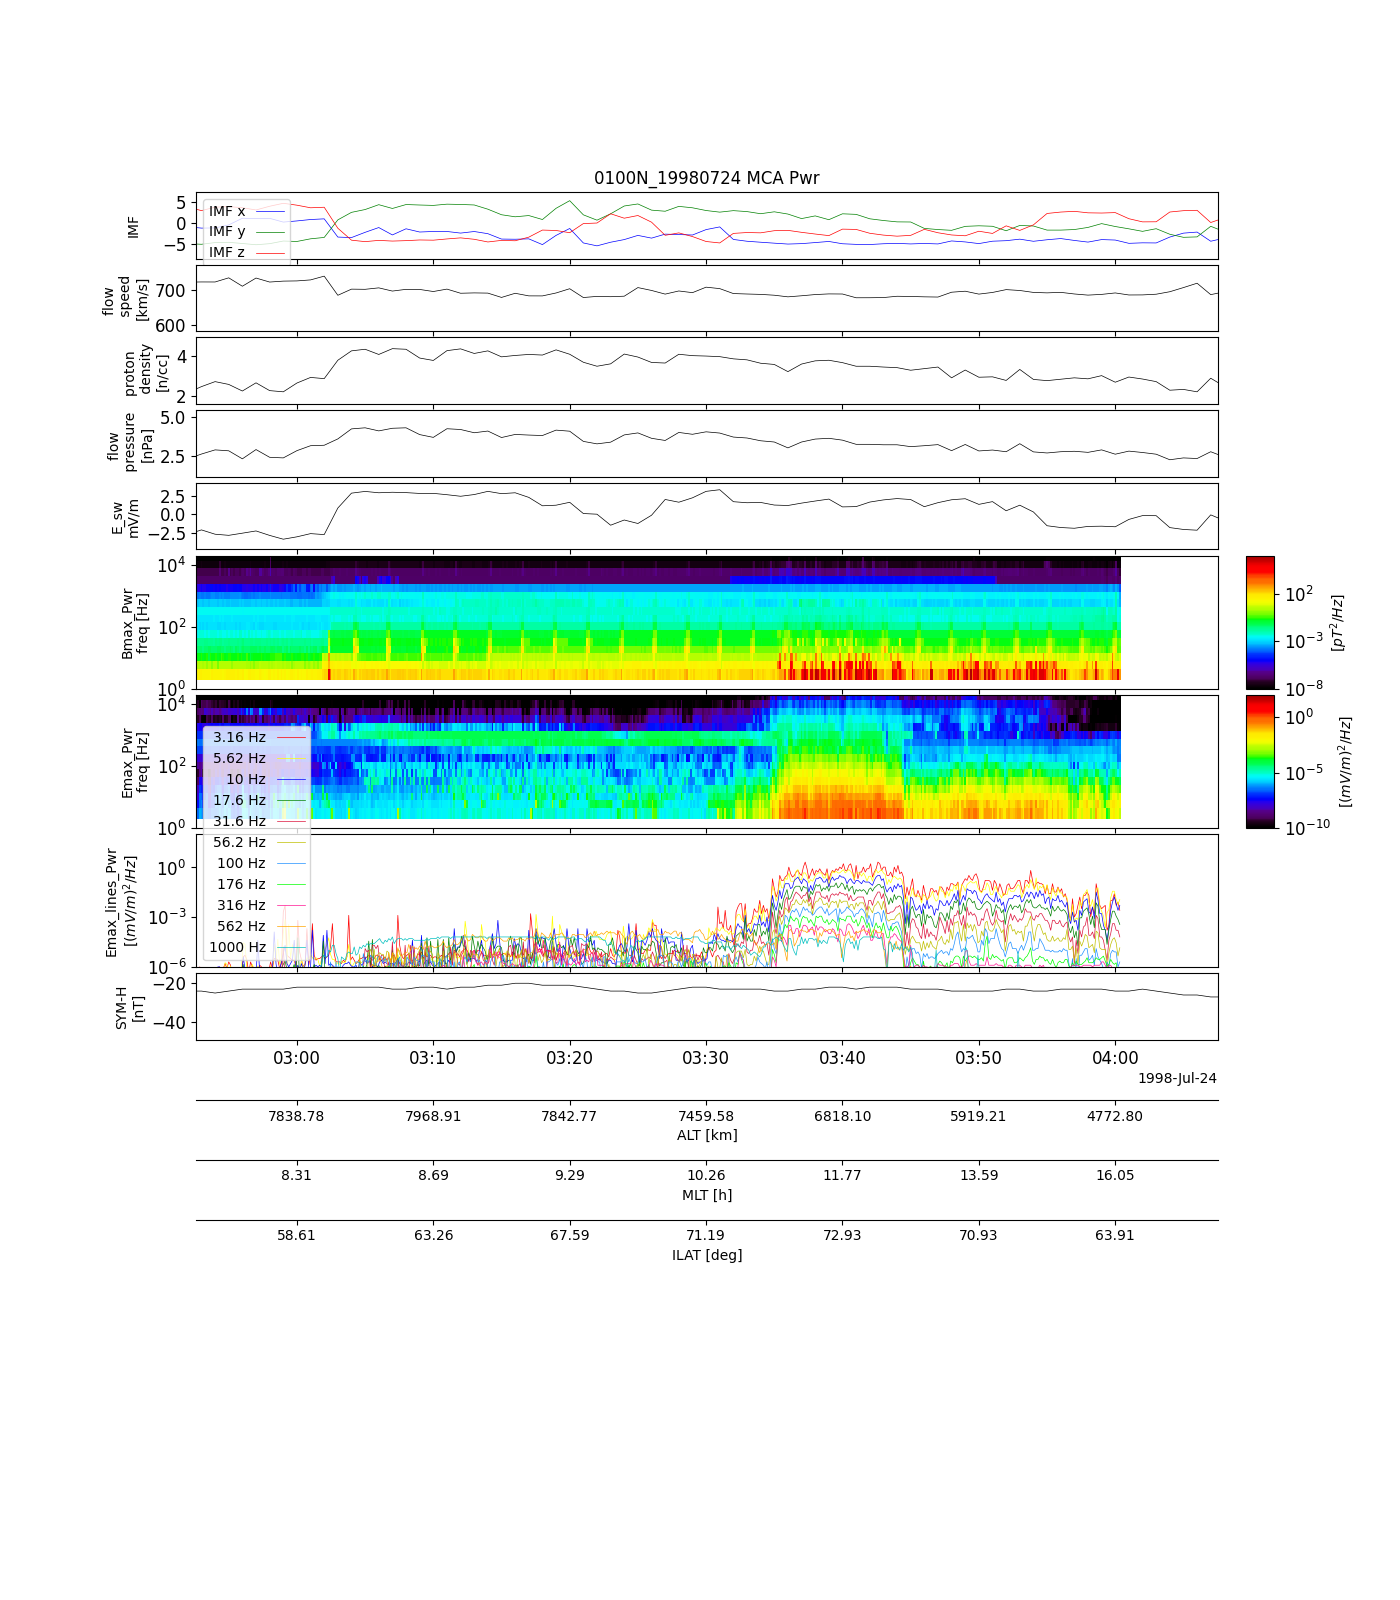 0100N_19980724 MCA Pwr
IMF
5
0
−5
IMF x
IMF y
IMF z
flow
speed
[km/s]
700
600
proton
density
[n/cc]
4
2
flow
pressure
[nPa]
5.0
2.5
E_sw
mV/m
2.5
0.0
−2.5
Bmax_Pwr
freq [Hz]
10^4
10^2
10^0
10^2
10^−3
10^−8
[pT^2/Hz]
Emax_Pwr
freq [Hz]
10^4
10^2
10^0
10^0
10^−5
10^−10
[(mV/m)^2/Hz]
3.16 Hz
5.62 Hz
10 Hz
17.6 Hz
31.6 Hz
56.2 Hz
100 Hz
176 Hz
316 Hz
562 Hz
1000 Hz
Emax_lines_Pwr
[(mV/m)^2/Hz]
10^0
10^−3
10^−6
SYM-H
[nT]
−20
−40
03:00 03:10 03:20 03:30 03:40 03:50 04:00
1998-Jul-24
7838.78 7968.91 7842.77 7459.58 6818.10 5919.21 4772.80
ALT [km]
8.31 8.69 9.29 10.26 11.77 13.59 16.05
MLT [h]
58.61 63.26 67.59 71.19 72.93 70.93 63.91
ILAT [deg]